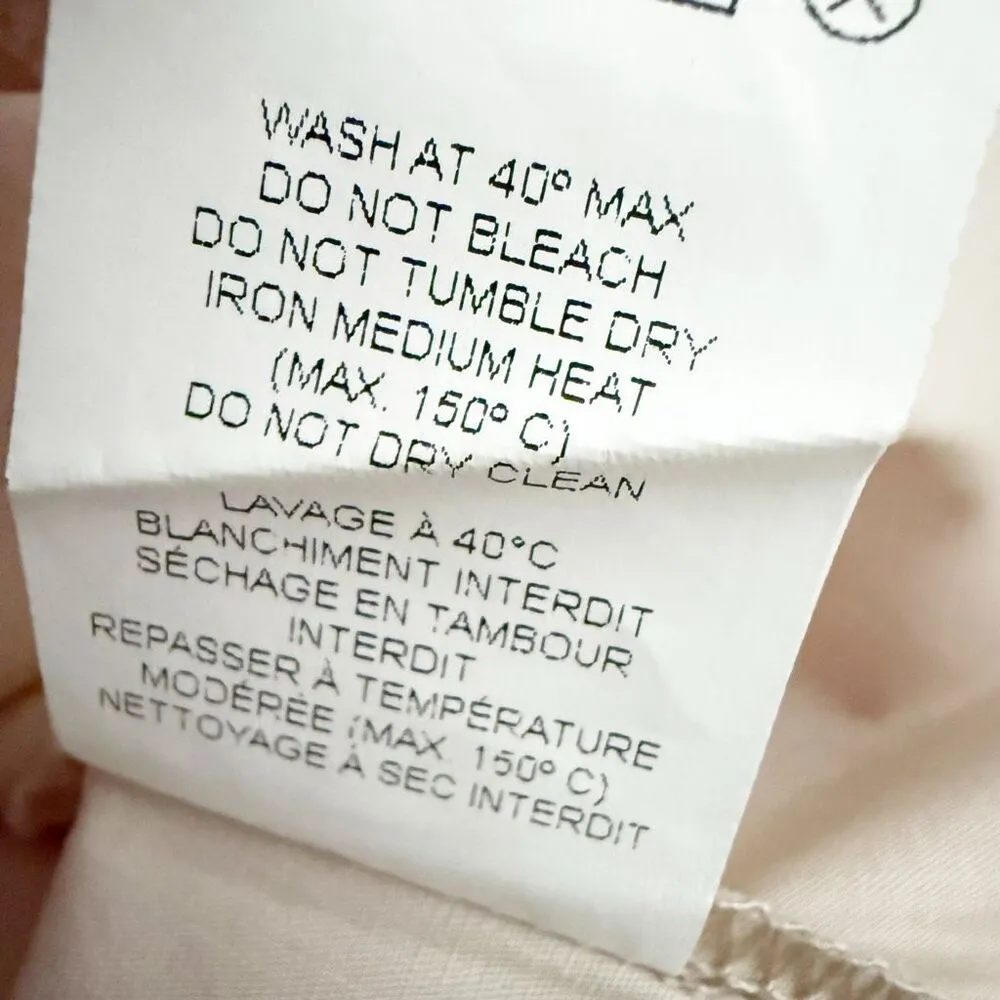 WASH AT 40° MAX
DO NOT BLEACH
DO NOT TUMBLE DRY
IRON MEDIUM HEAT
(MAX. 150° C)
DO NOT DRY CLEAN
LAVAGE À 40°C
BLANCHIMENT INTERDIT
SÉCHAGE EN TAMBOUR
INTERDIT
REPASSER À TEMPÉRATURE
MODÉRÉE (MAX. 150° C)
NETTOYAGE À SEC INTERDIT